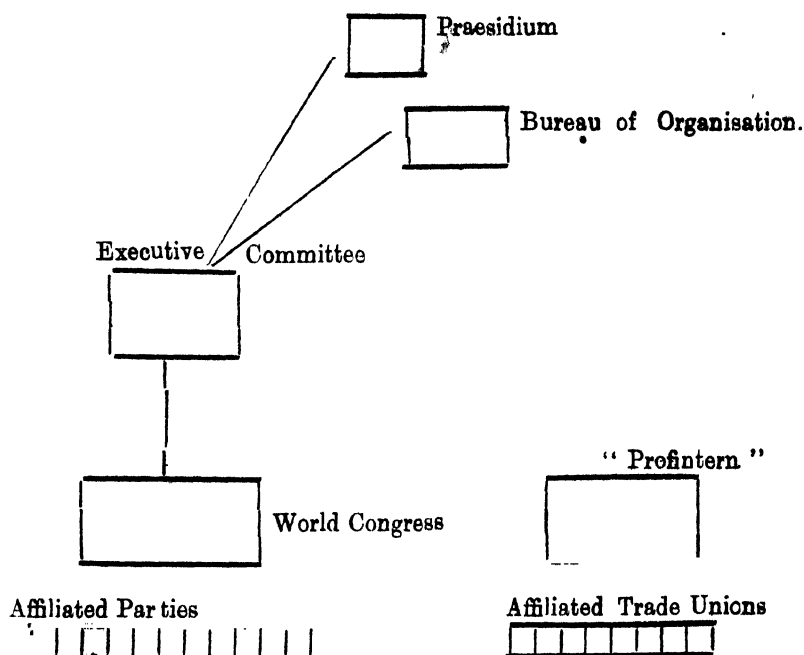 Praesidium
Bureau of Organisation.
Executive Committee
“ Profintern ”
World Congress
Affiliated Parties
Affiliated Trade Unions